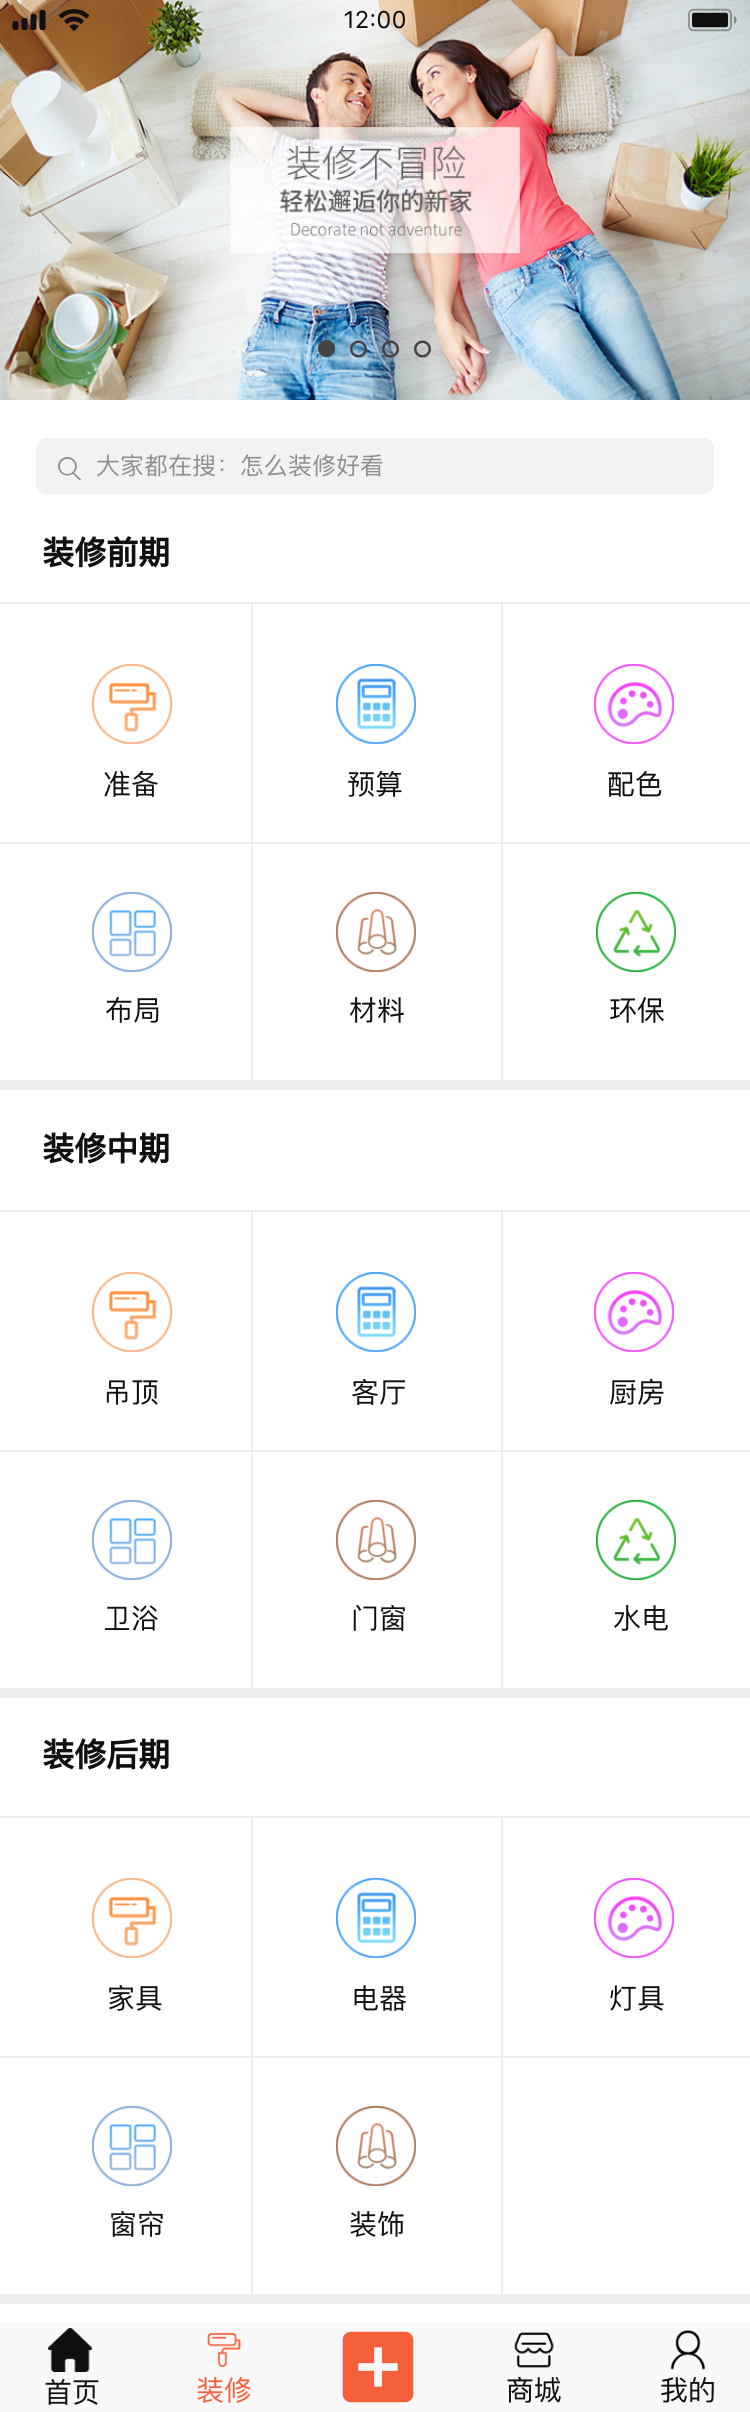 12:00
装修不冒险
轻松邂逅你的新家
Decorate not adventure
大家都在搜：怎么装修好看
装修前期
准备 预算 配色
布局 材料 环保
装修中期
吊顶 客厅 厨房
卫浴 门窗 水电
装修后期
家具 电器 灯具
窗帘 装饰
首页 装修 商城 我的